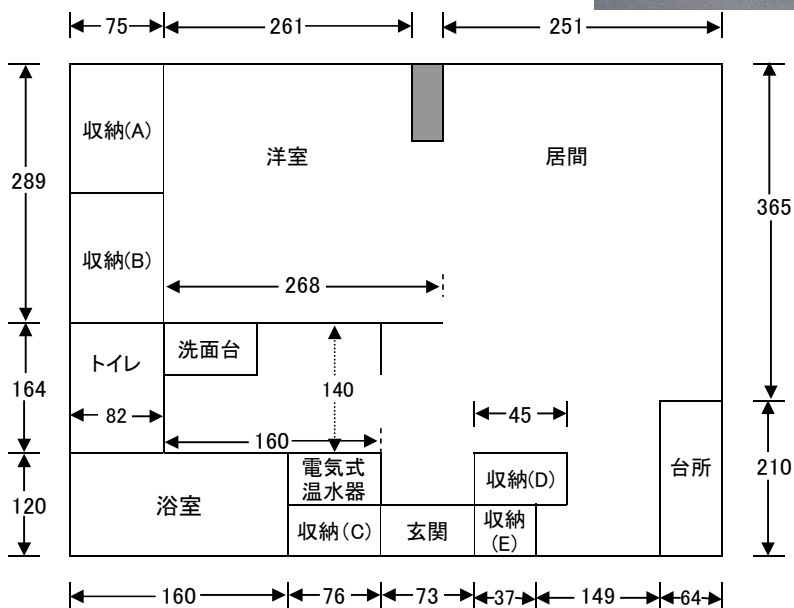 75
261
251
収納(A)
洋室
居間
289
365
収納(B)
268
トイレ
洗面台
164
140
82
45
160
電気式
温水器
収納(D)
台所
210
120
浴室
収納(C)
玄関
収納
(E)
160
76
73
37
149
64